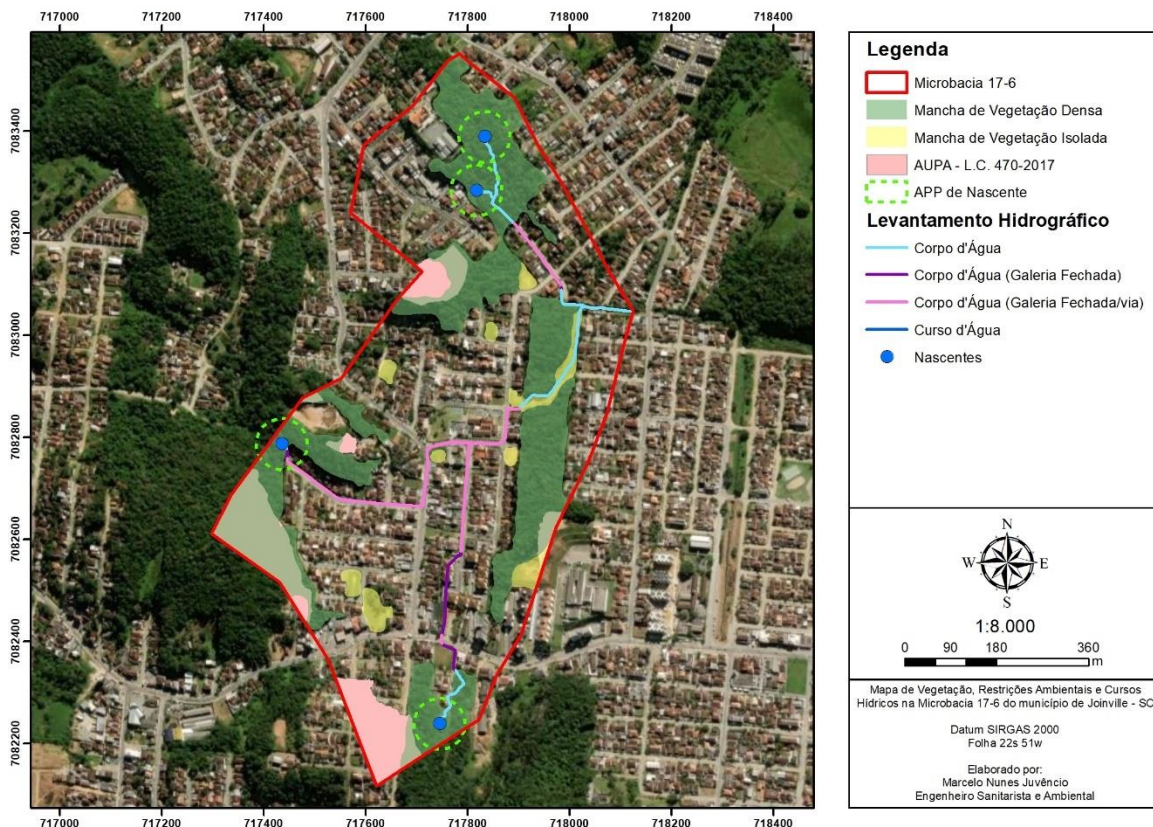 717000 717200 717400 717600 717800 718000 718200 718400
7083400
7083200
7083000
7082800
7082600
7082400
7082200
717000 717200 717400 717600 717800 718000 718200 718400
Legenda
Microbacia 17-6
Mancha de Vegetação Densa
Mancha de Vegetação Isolada
AUPA - L.C. 470-2017
APP de Nascente
Levantamento Hidrográfico
Corpo d'Água
Corpo d'Água (Galeria Fechada)
Corpo d'Água (Galeria Fechada/via)
Curso d'Água
Nascentes
N
W E
S
1:8.000
0 90 180 360
m
Mapa de Vegetação, Restrições Ambientais e Cursos
Hídricos na Microbacia 17-6 do município de Joinville - SC
Datum SIRGAS 2000
Folha 22s 51w
Elaborado por:
Marcelo Nunes Juvêncio
Engenheiro Sanitarista e Ambiental